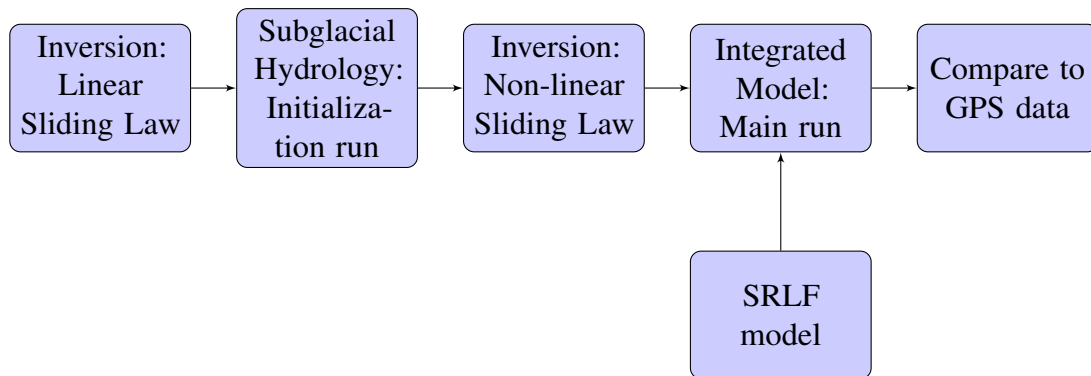 Inversion:
Linear
Sliding Law
Subglacial
Hydrology:
Initializa-
tion run
Inversion:
Non-linear
Sliding Law
Integrated
Model:
Main run
Compare to
GPS data
SRLF
model